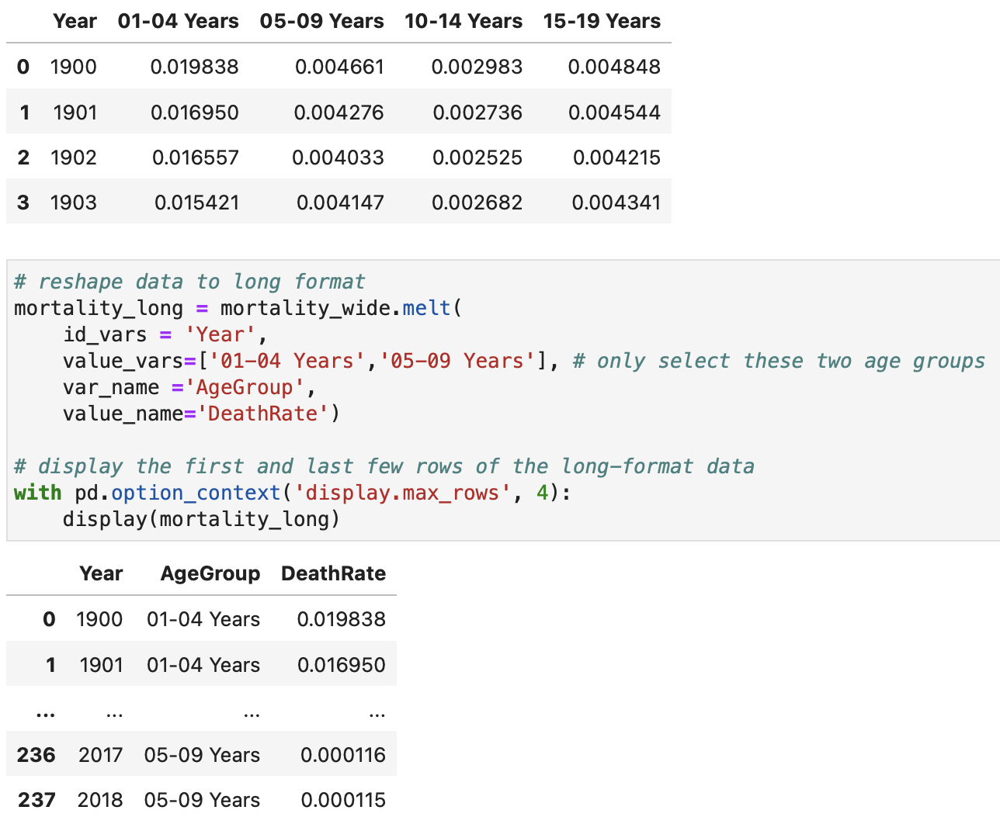 Year 01-04 Years 05-09 Years 10-14 Years 15-19 Years
0 1900 0.019838 0.004661 0.002983 0.004848
1 1901 0.016950 0.004276 0.002736 0.004544
2 1902 0.016557 0.004033 0.002525 0.004215
3 1903 0.015421 0.004147 0.002682 0.004341
# reshape data to long format
mortality_long = mortality_wide.melt(
    id_vars = 'Year',
    value_vars=['01-04 Years','05-09 Years'], # only select these two age groups
    var_name ='AgeGroup',
    value_name='DeathRate')
# display the first and last few rows of the long-format data
with pd.option_context('display.max_rows', 4):
    display(mortality_long)
Year AgeGroup DeathRate
0 1900 01-04 Years 0.019838
1 1901 01-04 Years 0.016950
... ... ... ...
236 2017 05-09 Years 0.000116
237 2018 05-09 Years 0.000115